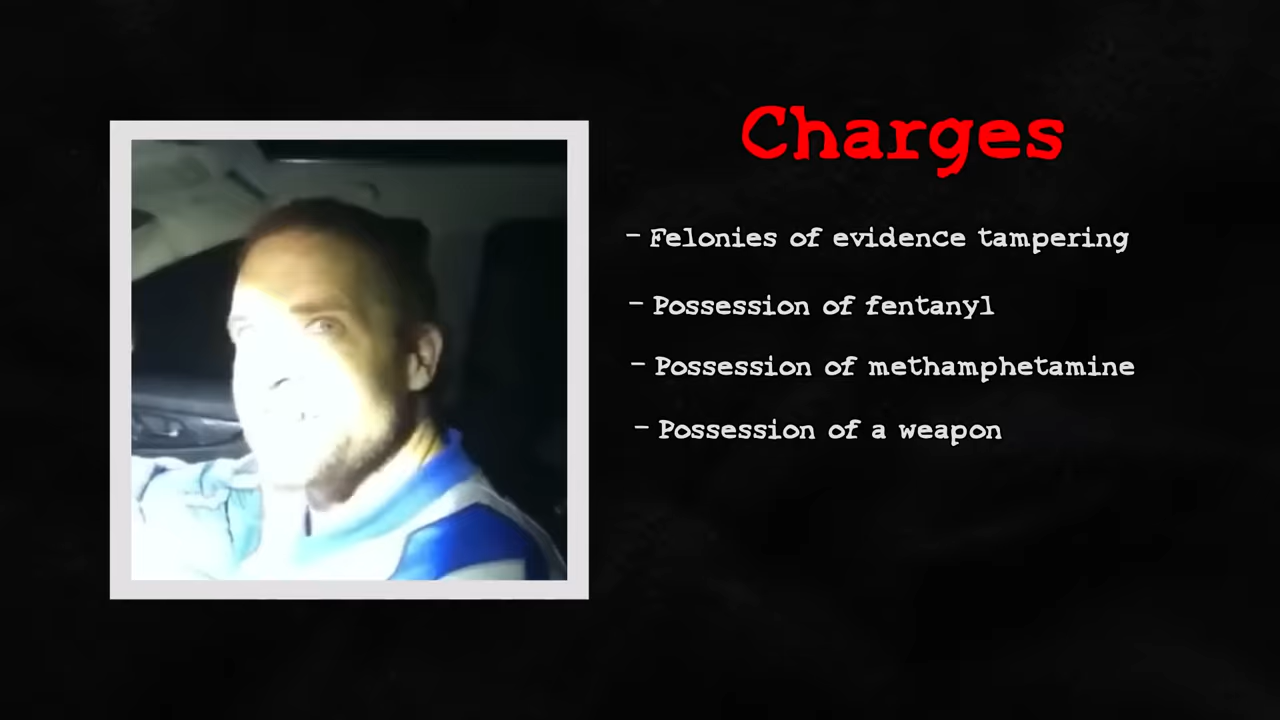 Charges
- Felonies of evidence tampering
- Possession of fentanyl
- Possession of methamphetamine
- Possession of a weapon